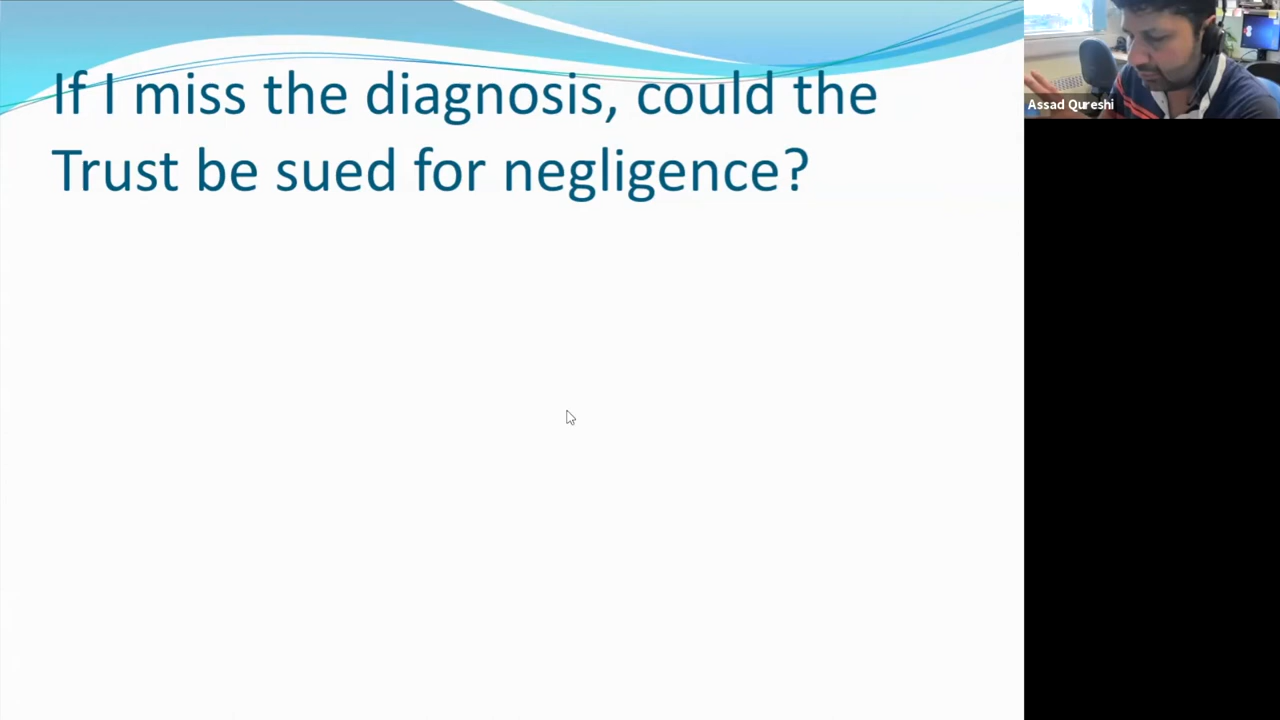 If I miss the diagnosis, could the
Trust be sued for negligence?
Assad Qureshi